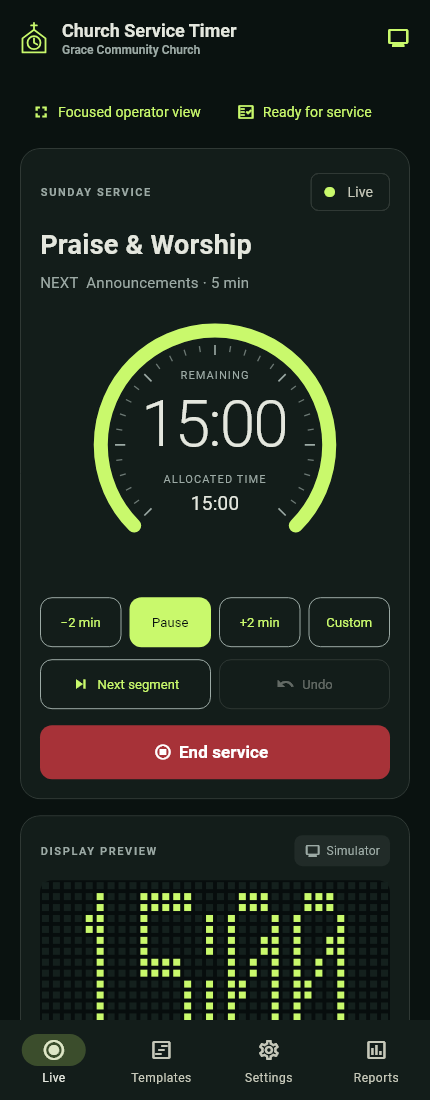 Church Service Timer
Grace Community Church
Focused operator view
Ready for service
SUNDAY SERVICE
Live
Praise & Worship
NEXT Announcements · 5 min
REMAINING
15:00
ALLOCATED TIME
15:00
−2 min
Pause
+2 min
Custom
Next segment
Undo
End service
DISPLAY PREVIEW
Simulator
15:00
Live
Templates
Settings
Reports